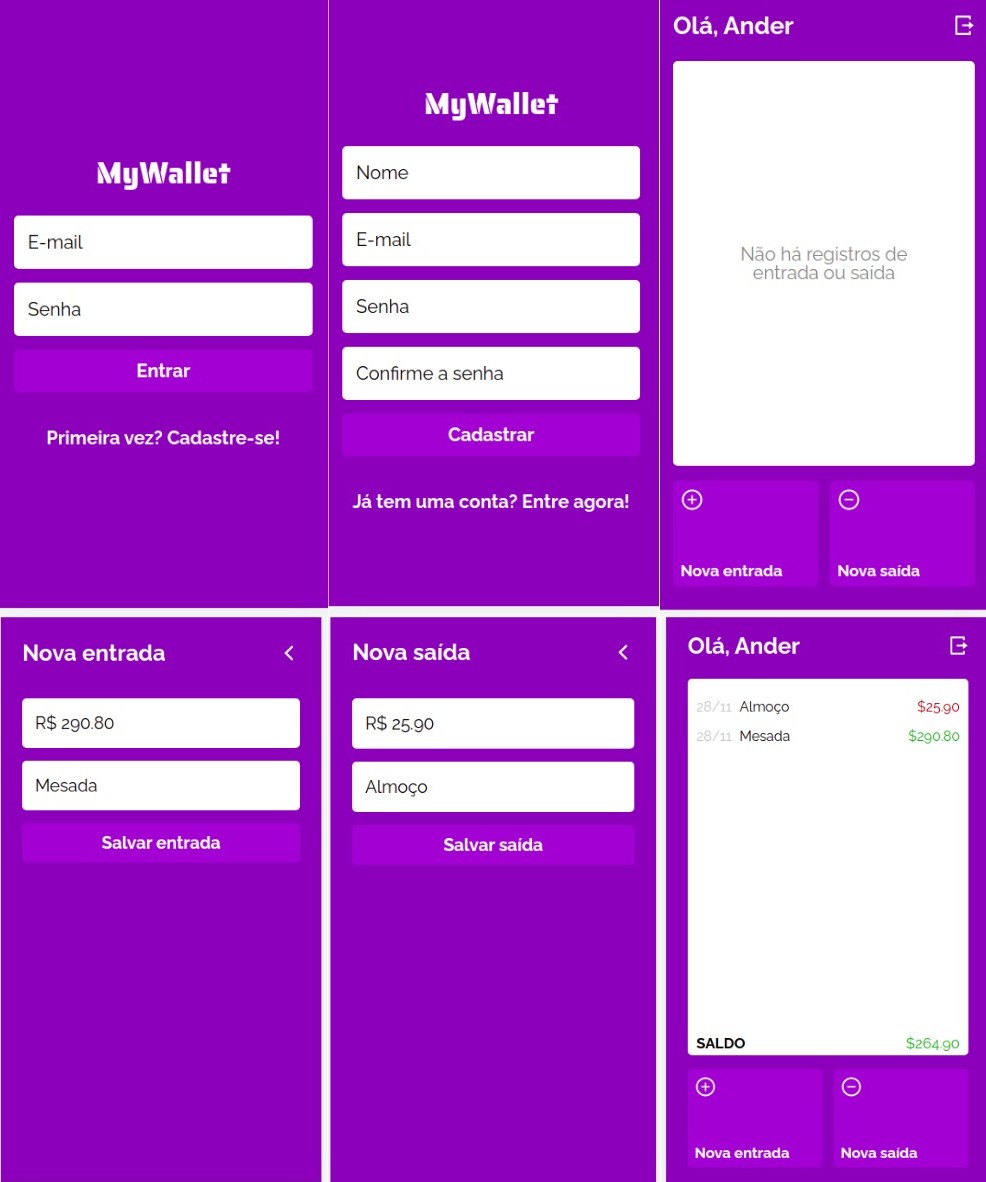 MyWallet
E-mail
Senha
Entrar
Primeira vez? Cadastre-se!
MyWallet
Nome
E-mail
Senha
Confirme a senha
Cadastrar
Já tem uma conta? Entre agora!
Olá, Ander
Não há registros de
entrada ou saída
Nova entrada
Nova saída
Nova entrada
R$ 290.80
Mesada
Salvar entrada
Nova saída
R$ 25.90
Almoço
Salvar saída
Olá, Ander
28/11 Almoço $25.90
28/11 Mesada $290.80
SALDO $264.90
Nova entrada
Nova saída